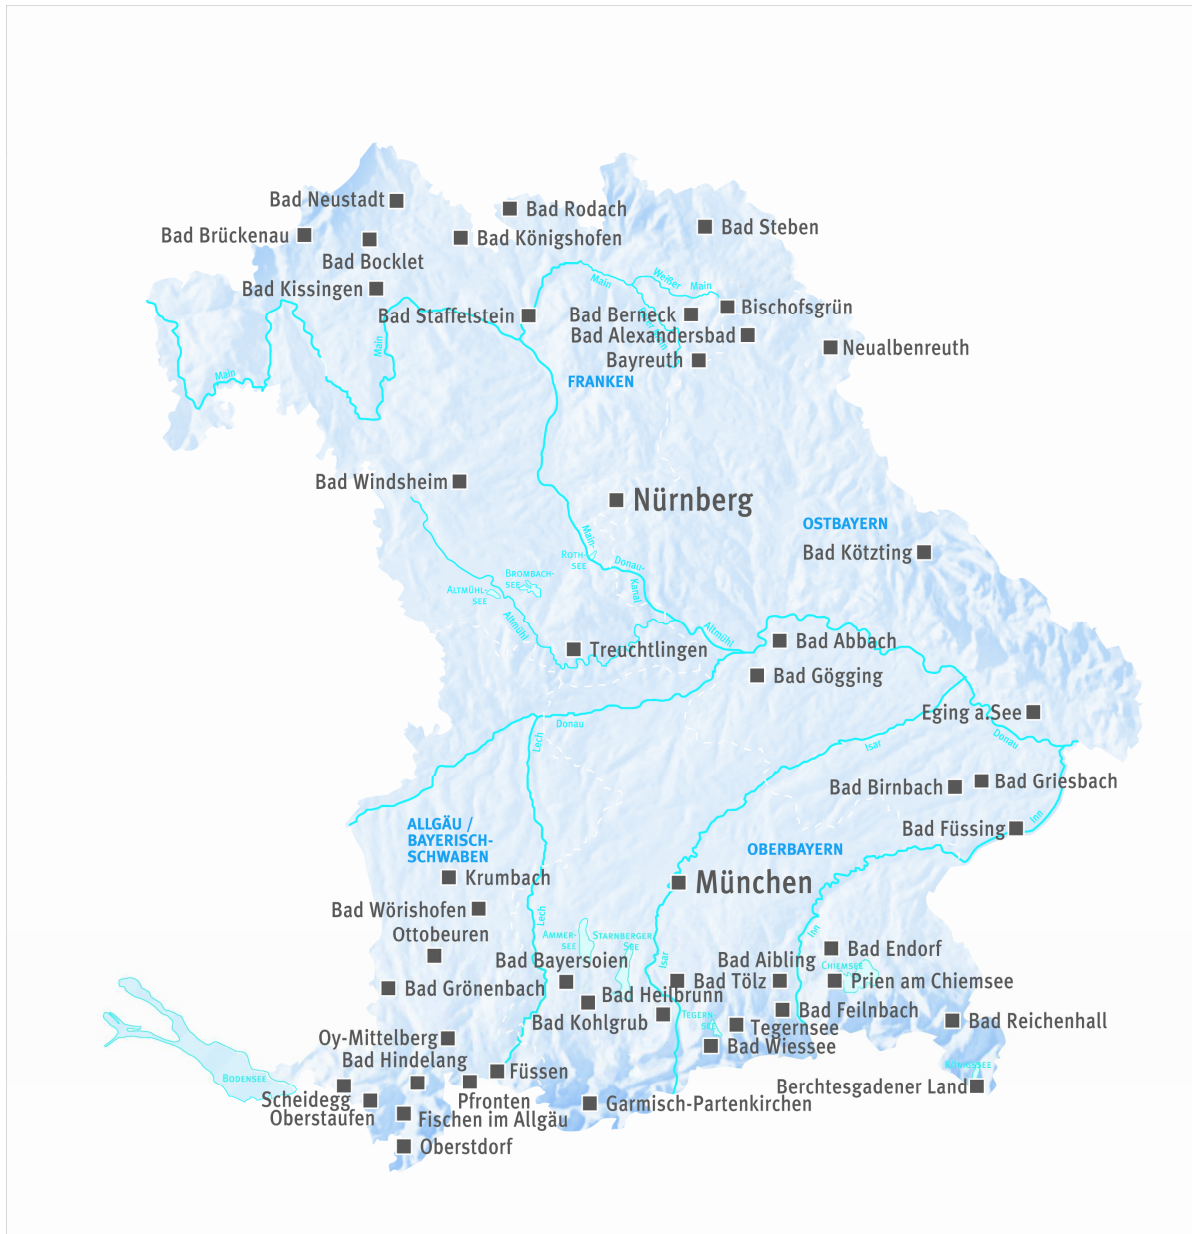 Bad Neustadt
Bad Rodach
Bad Steben
Bad Brückenau
Bad Königshofen
Bad Bocklet
Bad Kissingen
Main
Weißer Main
Bad Staffelstein
Bad Berneck
Bischofsgrün
Bad Alexandersbad
Main
Neualbenreuth
Bayreuth
Main
FRANKEN
Bad Windsheim
Nürnberg
OSTBAYERN
Main-
Donau-
Kanal
ROTH-
SEE
Bad Kötzting
BROMBACH-
SEE
ALTMÜHL-
SEE
Altmühl
Altmühl
Treuchtlingen
Bad Abbach
Bad Gögging
Eging a.See
Donau
Donau
Lech
Isar
Bad Griesbach
Bad Birnbach
Inn
Bad Füssing
ALLGÄU /
BAYERISCH-
SCHWABEN
OBERBAYERN
Krumbach
München
Bad Wörishofen
Lech
Ottobeuren
AMMER-
SEE
STARNBERGER
SEE
Inn
Bad Endorf
Isar
Bad Bayersoien
Bad Aibling
CHIEMSEE
Bad Tölz
Prien am Chiemsee
Bad Grönenbach
Bad Heilbrunn
Bad Feilnbach
TEGERN-
SEE
Bad Kohlgrub
Tegernsee
Bad Reichenhall
Oy-Mittelberg
Bad Wiessee
Bad Hindelang
Füssen
KÖNIGSSEE
BODENSEE
Berchtesgadener Land
Scheidegg
Pfronten
Garmisch-Partenkirchen
Oberstaufen
Fischen im Allgäu
Oberstdorf